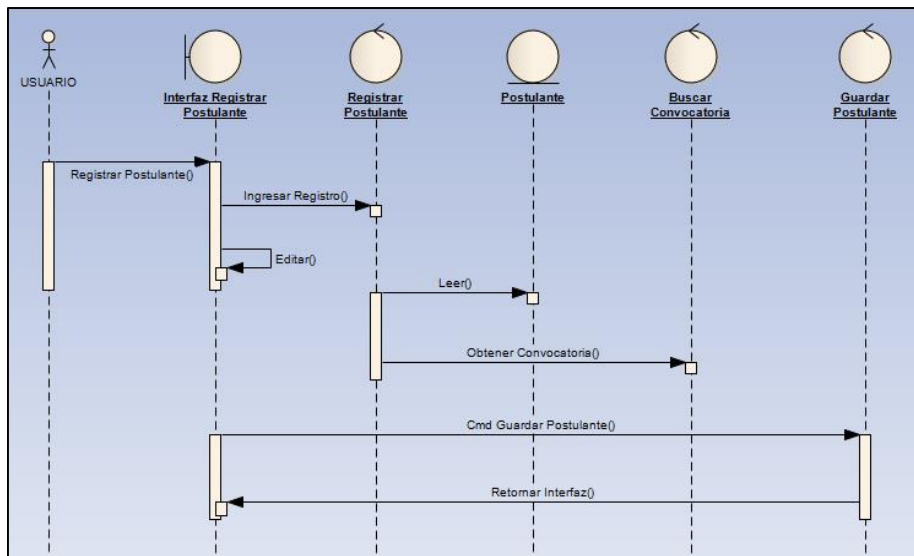 USUARIO
Interfaz Registrar
Postulante
Registrar
Postulante
Postulante
Buscar
Convocatoria
Guardar
Postulante
Registrar Postulante()
Ingresar Registro()
Editar()
Leer()
Obtener Convocatoria()
Cmd Guardar Postulante()
Retornar Interfaz()